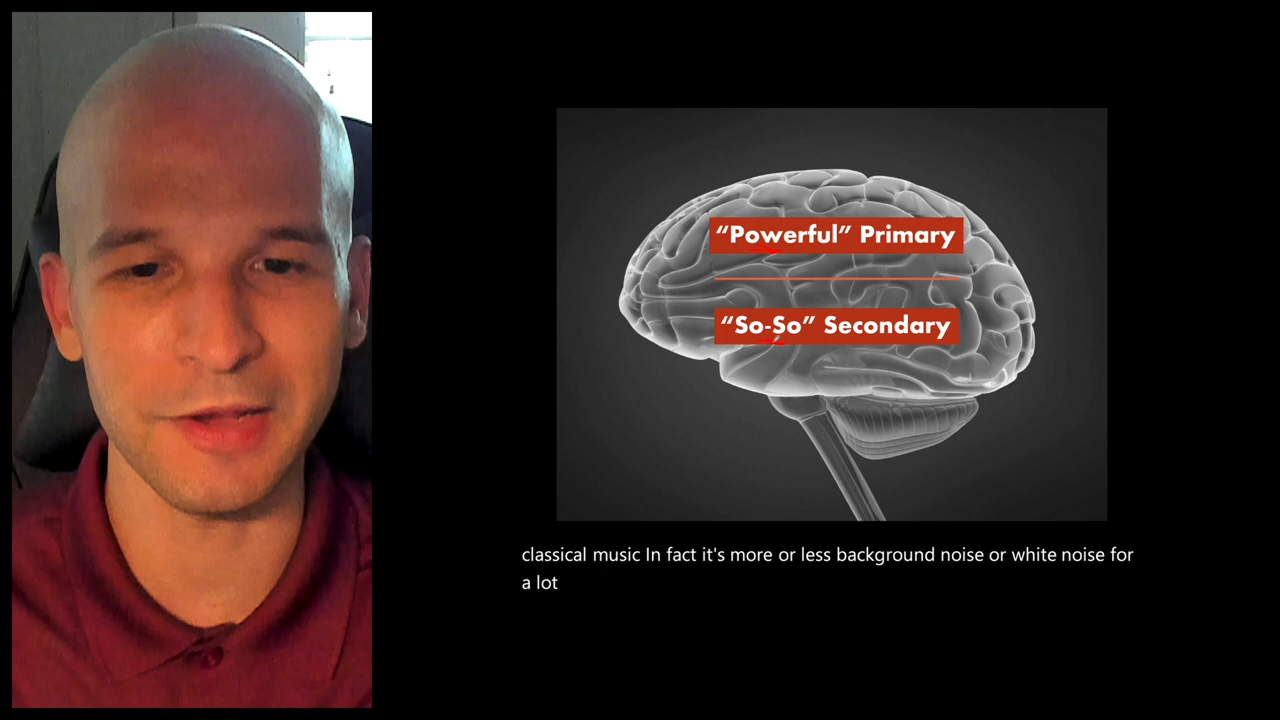 “Powerful” Primary
“So-So” Secondary
classical music In fact it's more or less background noise or white noise for
a lot